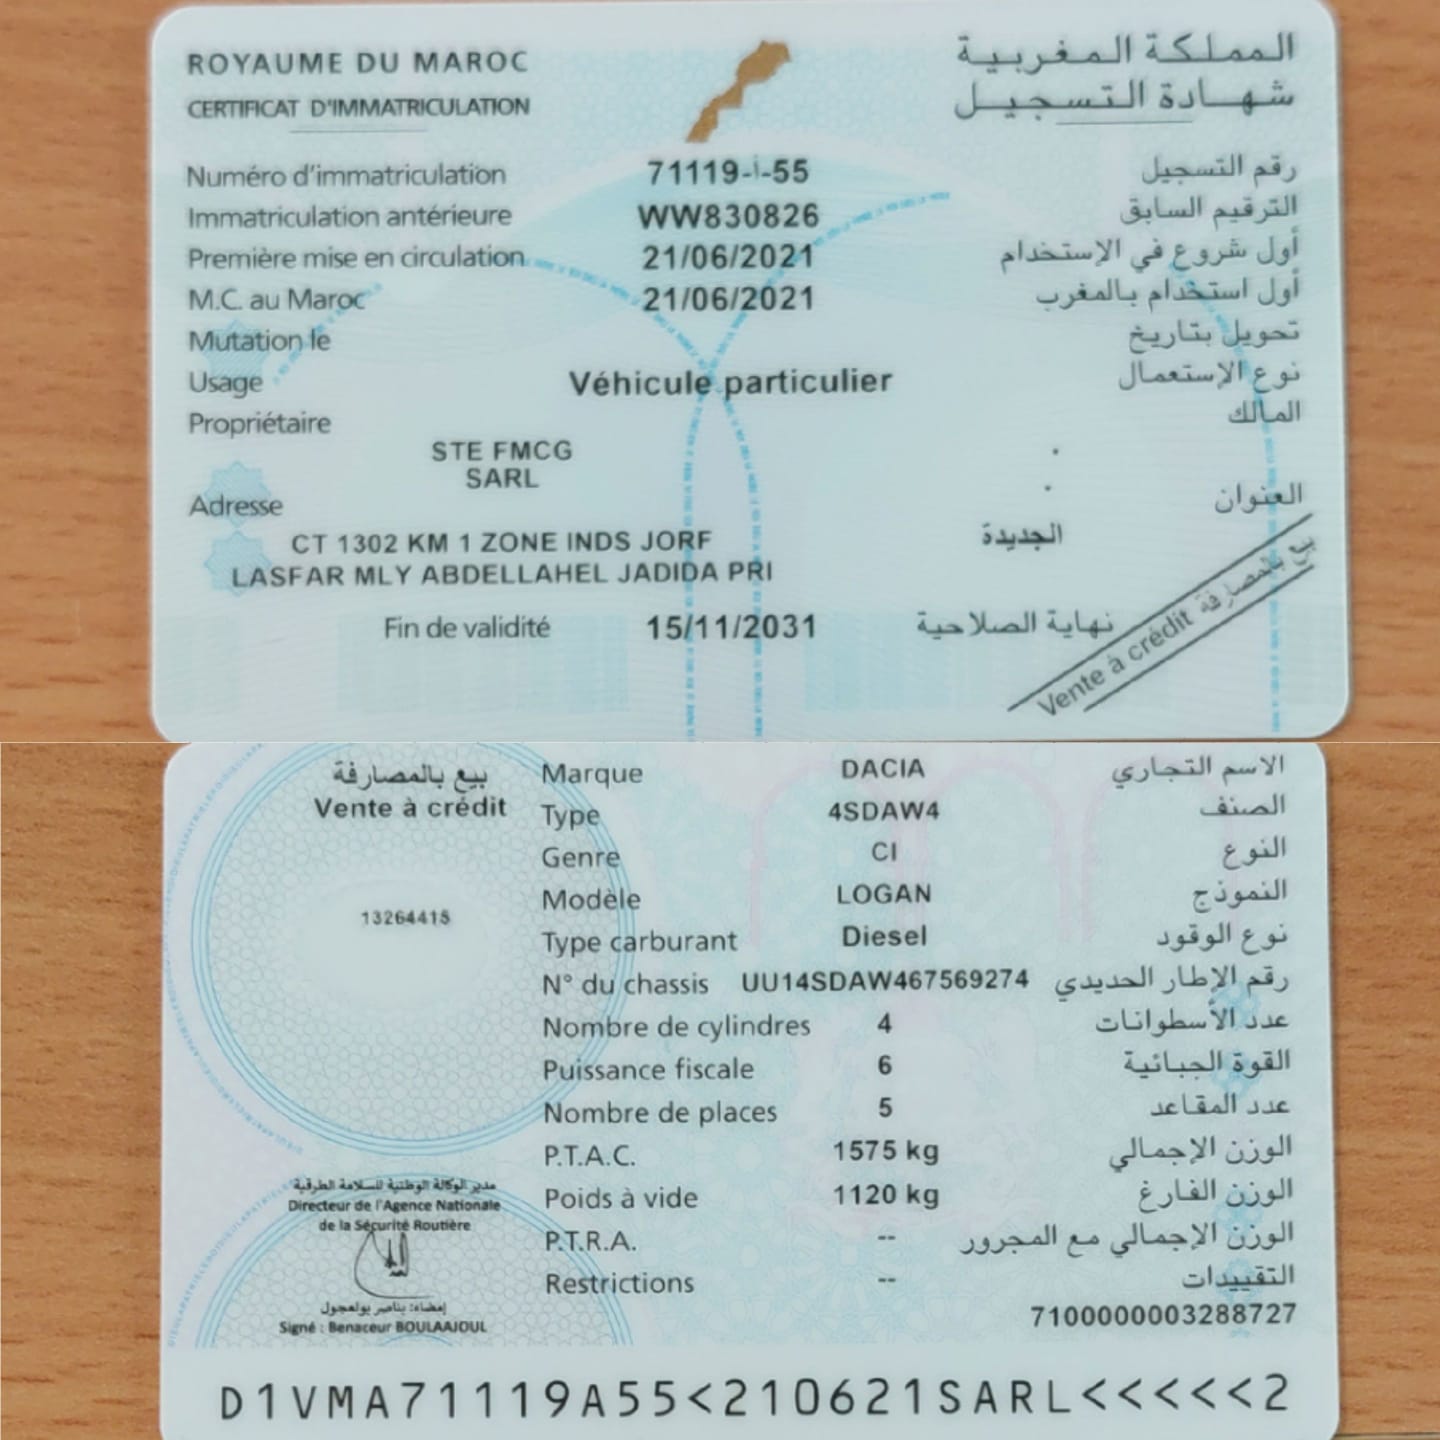 ROYAUME DU MAROC
المملكة المغربية
CERTIFICAT D'IMMATRICULATION
شهادة التسجيل
Numéro d'immatriculation 71119-أ-55 رقم التسجيل
Immatriculation antérieure WW830826 الترقيم السابق
Première mise en circulation 21/06/2021 أول شروع في الإستخدام
M.C. au Maroc 21/06/2021 أول استخدام بالمغرب
Mutation le تحويل بتاريخ
Usage Véhicule particulier نوع الإستعمال
Propriétaire المالك
STE FMCG
SARL
Adresse العنوان
CT 1302 KM 1 ZONE INDS JORF الجديدة
LASFAR MLY ABDELLAHEL JADIDA PRI
Fin de validité 15/11/2031 نهاية الصلاحية
Vente à crédit بيع بالمصارفة
بيع بالمصارفة
Vente à crédit
13264415
Marque DACIA الاسم التجاري
Type 4SDAW4 الصنف
Genre CI النوع
Modèle LOGAN النموذج
Type carburant Diesel نوع الوقود
N° du chassis UU14SDAW467569274 رقم الإطار الحديدي
Nombre de cylindres 4 عدد الأسطوانات
Puissance fiscale 6 القوة الجبائية
Nombre de places 5 عدد المقاعد
P.T.A.C. 1575 kg الوزن الإجمالي
Poids à vide 1120 kg الوزن الفارغ
P.T.R.A. -- الوزن الإجمالي مع المجرور
Restrictions -- التقييدات
7100000003288727
مدير الوكالة الوطنية للسلامة الطرقية
Directeur de l'Agence Nationale
de la Sécurité Routière
إمضاء: بناصر بولعجول
Signé : Benaceur BOULAAJOUL
D1VMA71119A55<210621SARL<<<<<2